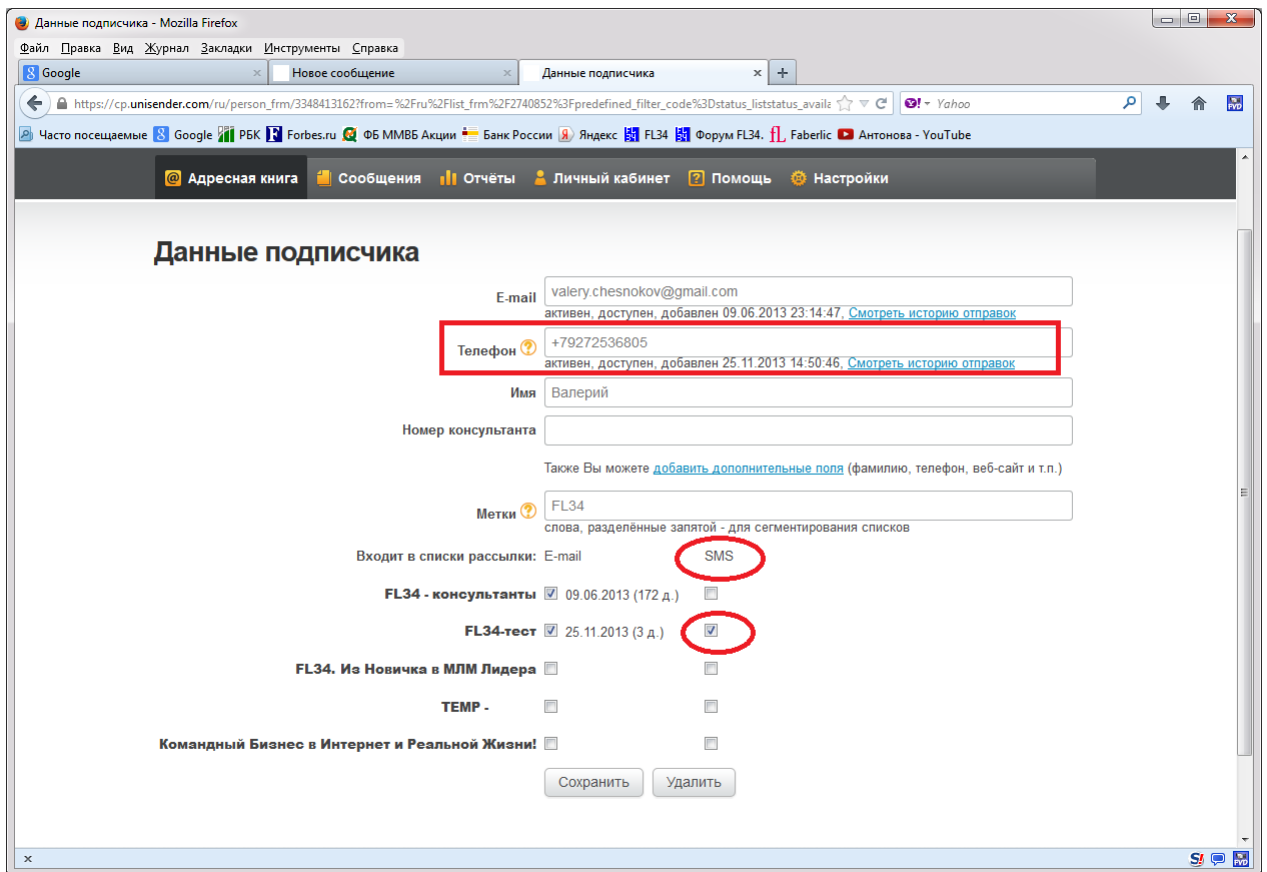 Данные подписчика - Mozilla Firefox
Файл Правка Вид Журнал Закладки Инструменты Справка
Google × Новое сообщение × Данные подписчика × +
https://cp.unisender.com/ru/person_frm/3348413162?from=%2Fru%2Flist_frm%2F2740852%3Fpredefined_filter_code%3Dstatus_liststatus_availa Yahoo
Часто посещаемые Google РБК Forbes.ru ФБ ММВБ Акции Банк России Яндекс FL34 Форум FL34. Faberlic Антонова - YouTube
Адресная книга Сообщения Отчёты Личный кабинет Помощь Настройки
Данные подписчика
E-mail valery.chesnokov@gmail.com
активен, доступен, добавлен 09.06.2013 23:14:47, Смотреть историю отправок
Телефон ? +79272536805
активен, доступен, добавлен 25.11.2013 14:50:46, Смотреть историю отправок
Имя Валерий
Номер консультанта
Также Вы можете добавить дополнительные поля (фамилию, телефон, веб-сайт и т.п.)
Метки ? FL34
слова, разделённые запятой - для сегментирования списков
Входит в списки рассылки: E-mail SMS
FL34 - консультанты 09.06.2013 (172 д.)
FL34-тест 25.11.2013 (3 д.)
FL34. Из Новичка в МЛМ Лидера
TEMP -
Командный Бизнес в Интернет и Реальной Жизни!
Сохранить Удалить
x S! FVD